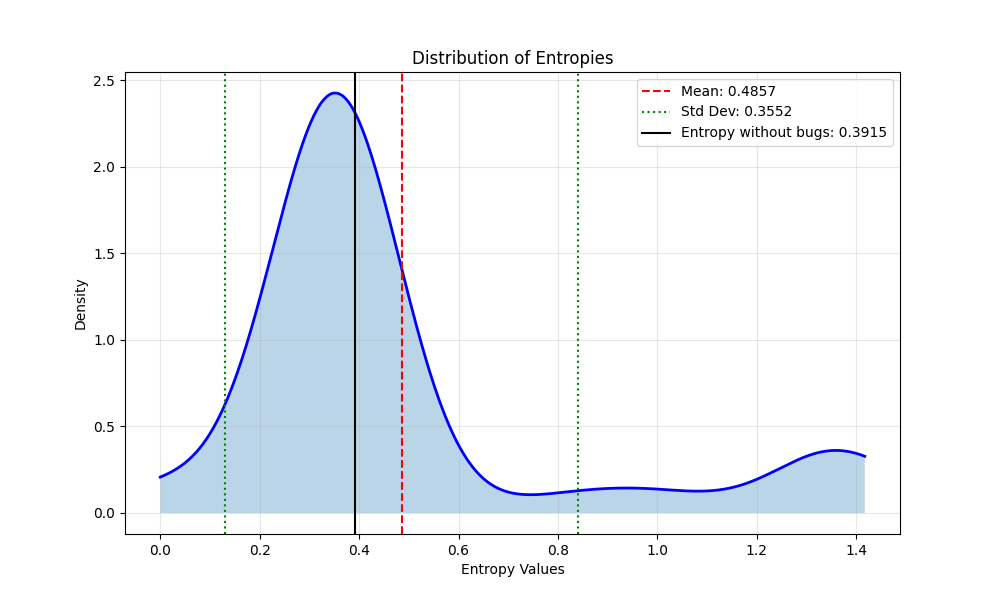 Distribution of Entropies
Mean: 0.4857
Std Dev: 0.3552
Entropy without bugs: 0.3915
Density
2.5
2.0
1.5
1.0
0.5
0.0
0.0 0.2 0.4 0.6 0.8 1.0 1.2 1.4
Entropy Values